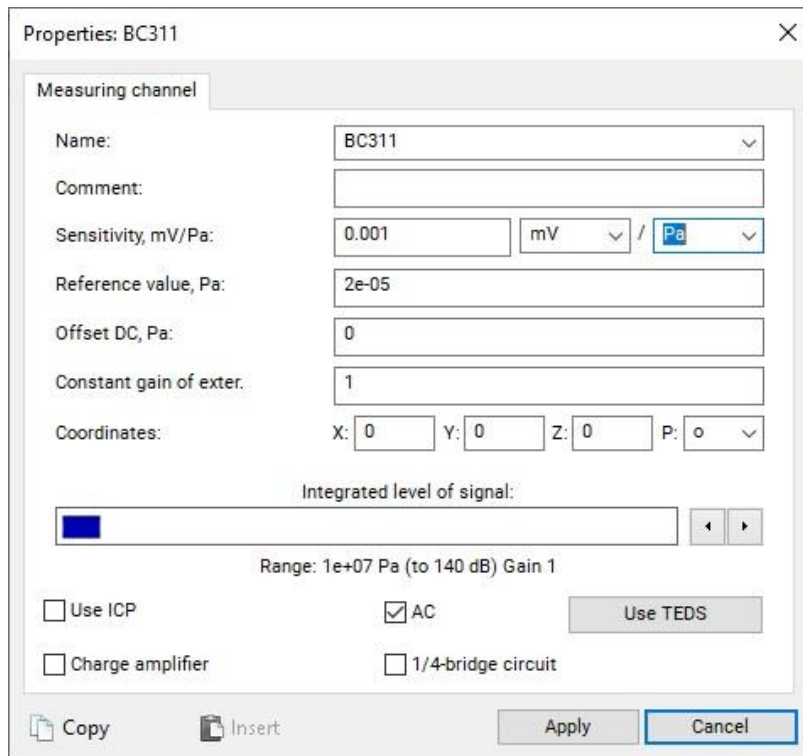 Properties: BC311
Measuring channel
Name: BC311
Comment:
Sensitivity, mV/Pa: 0.001 mV / Pa
Reference value, Pa: 2e-05
Offset DC, Pa: 0
Constant gain of exter. 1
Coordinates: X: 0 Y: 0 Z: 0 P: o
Integrated level of signal:
Range: 1e+07 Pa (to 140 dB) Gain 1
Use ICP AC Use TEDS
Charge amplifier 1/4-bridge circuit
Copy Insert Apply Cancel